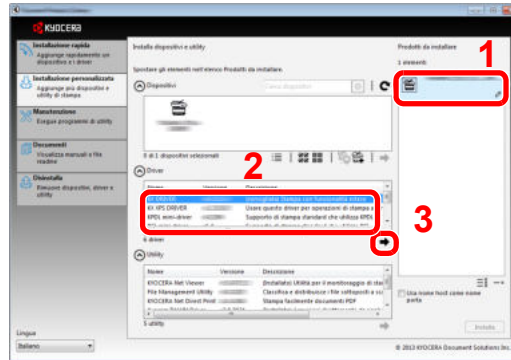 KYOCERA
Installazione rapida
Aggiunge rapidamente un
dispositivo e i driver
Installazione personalizzata
Aggiunge più dispositivi e
utility di stampa.
Manutenzione
Esegue programmi di utility
Documenti
Visualizza manuali e file
readme
Disinstalla
Rimuove dispositivi, driver e
utility
Lingua
Italiano
Installa dispositivi e utility
Spostare gli elementi nell'elenco Prodotti da installare.
Dispositivi
Cerca dispositivi
0 di 1 dispositivi selezionati
2
Driver
Nome Versione Descrizione
KX DRIVER Stampa con funzionalità estese
KX XPS DRIVER Usare questo driver per operazioni di stampa a
KPDL mini-driver Supporto di stampa standard che utilizza KPDL
6 driver
3
Utility
Nome Versione Descrizione
KYOCERA Net Viewer (Installato) Utilità per il monitoraggio di
File Management Utility Classifica e distribuisce i file sottoposti a
KYOCERA Net Direct Print Stampa facilmente documenti PDF
5 utility
Prodotti da installare
1
1 elementi
Usa nome host come nome
porta
Installa
© 2013 KYOCERA Document Solutions Inc.